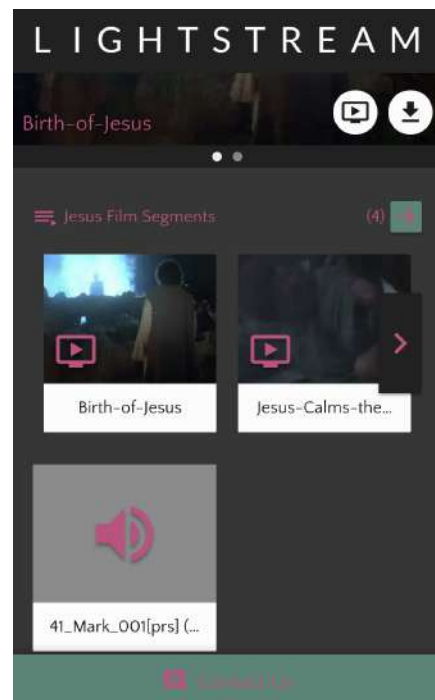 LIGHTSTREAM
Birth-of-Jesus
Jesus Film Segments (4)
Birth-of-Jesus
Jesus-Calms-the...
41_Mark_001[prs] (...
Contact Us